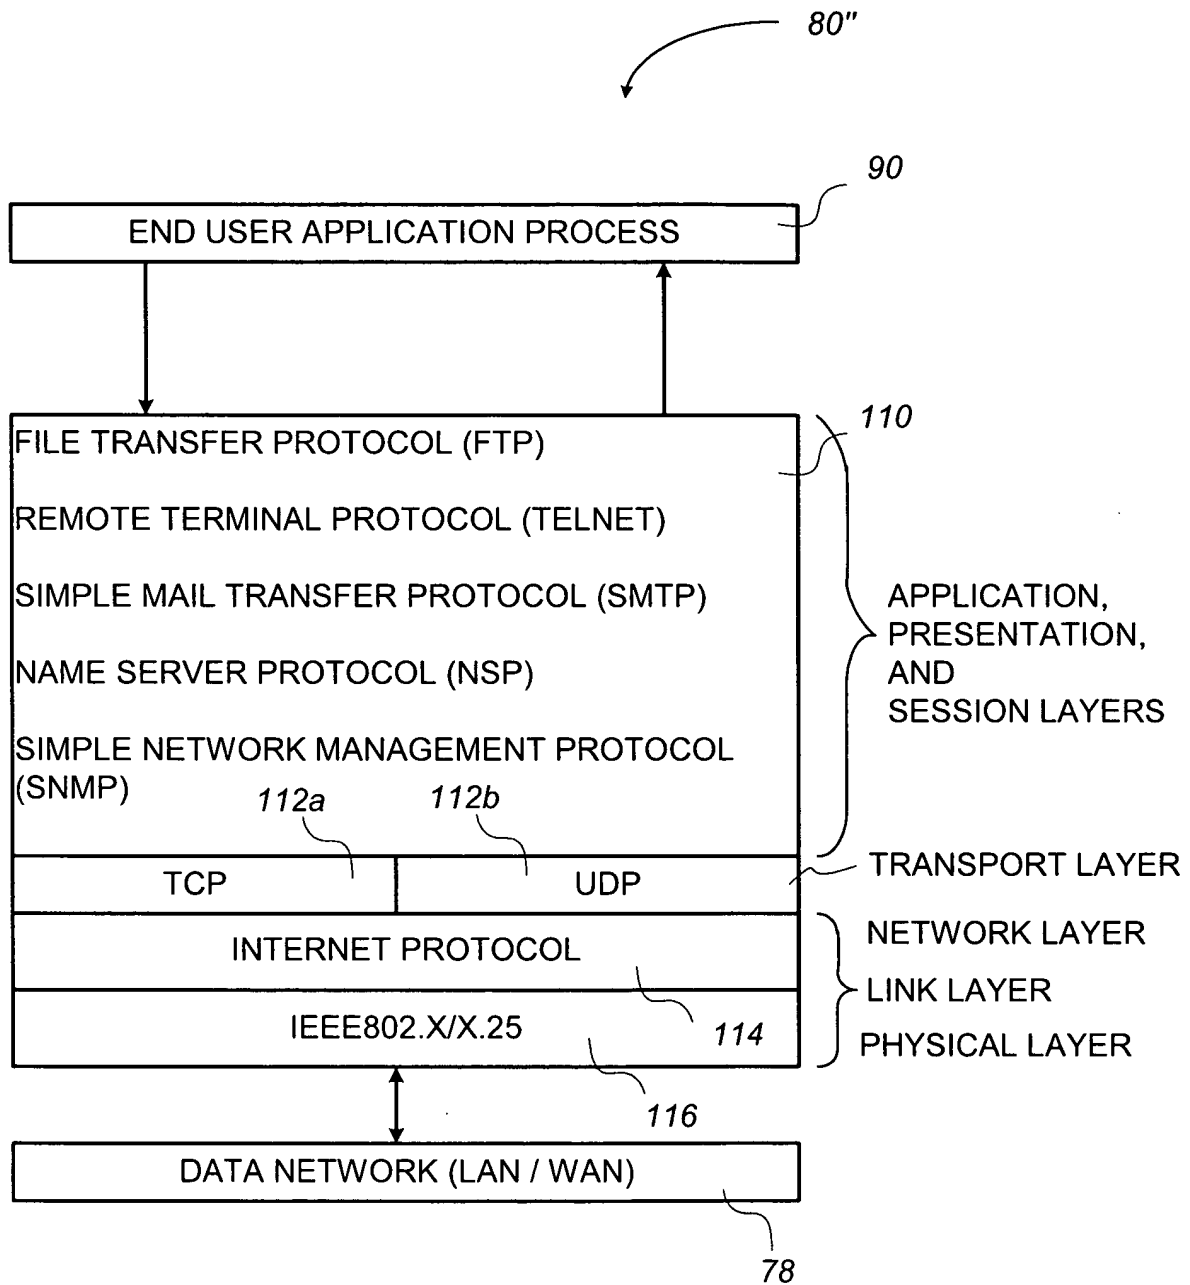 80"
90
END USER APPLICATION PROCESS
110
FILE TRANSFER PROTOCOL (FTP)
REMOTE TERMINAL PROTOCOL (TELNET)
SIMPLE MAIL TRANSFER PROTOCOL (SMTP)
NAME SERVER PROTOCOL (NSP)
SIMPLE NETWORK MANAGEMENT PROTOCOL
(SNMP)
APPLICATION,
PRESENTATION,
AND
SESSION LAYERS
112a
112b
TCP
UDP
TRANSPORT LAYER
INTERNET PROTOCOL
NETWORK LAYER
LINK LAYER
IEEE802.X/X.25
114
PHYSICAL LAYER
116
DATA NETWORK (LAN / WAN)
78